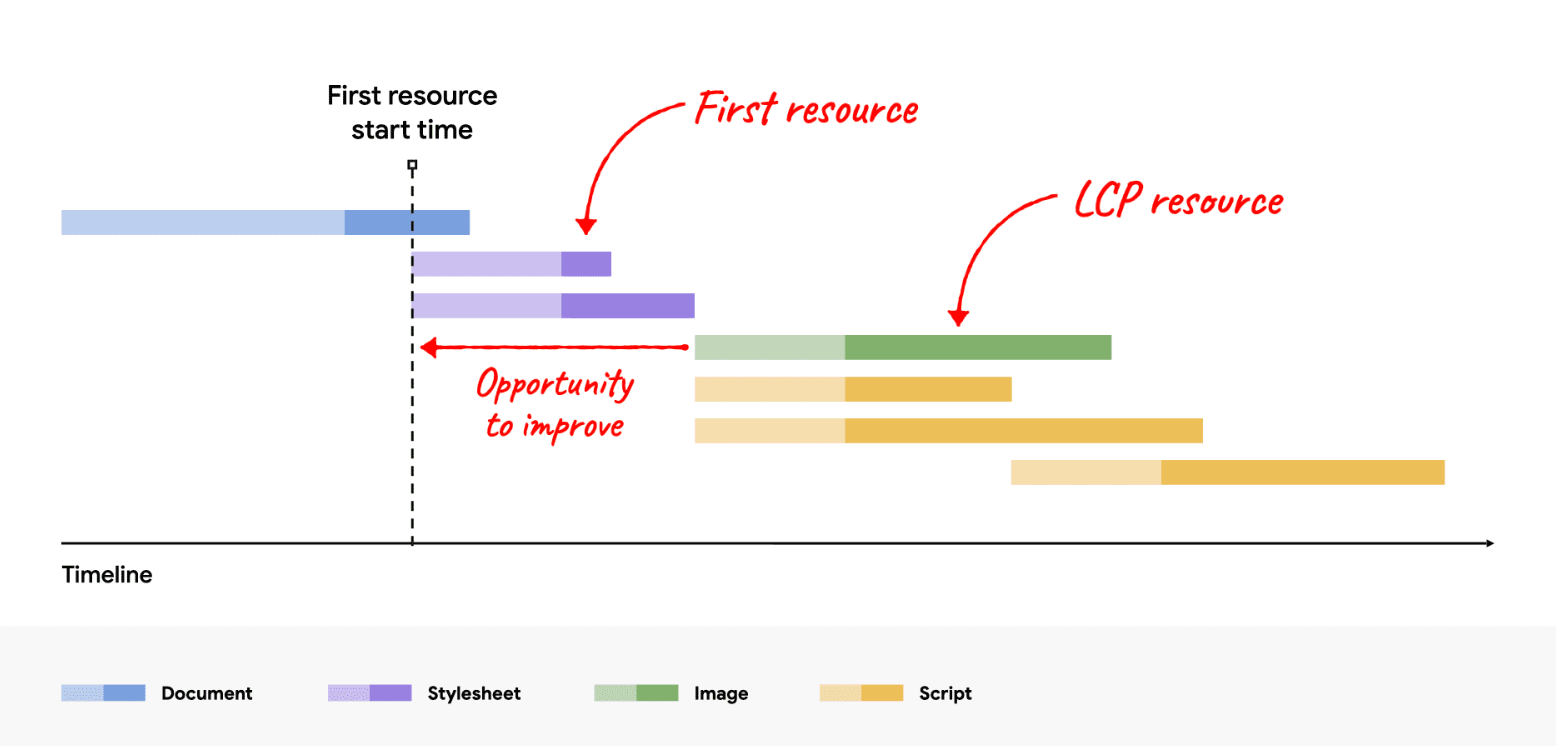 First resource
start time
First resource
LCP resource
Opportunity
to improve
Timeline
Document
Stylesheet
Image
Script